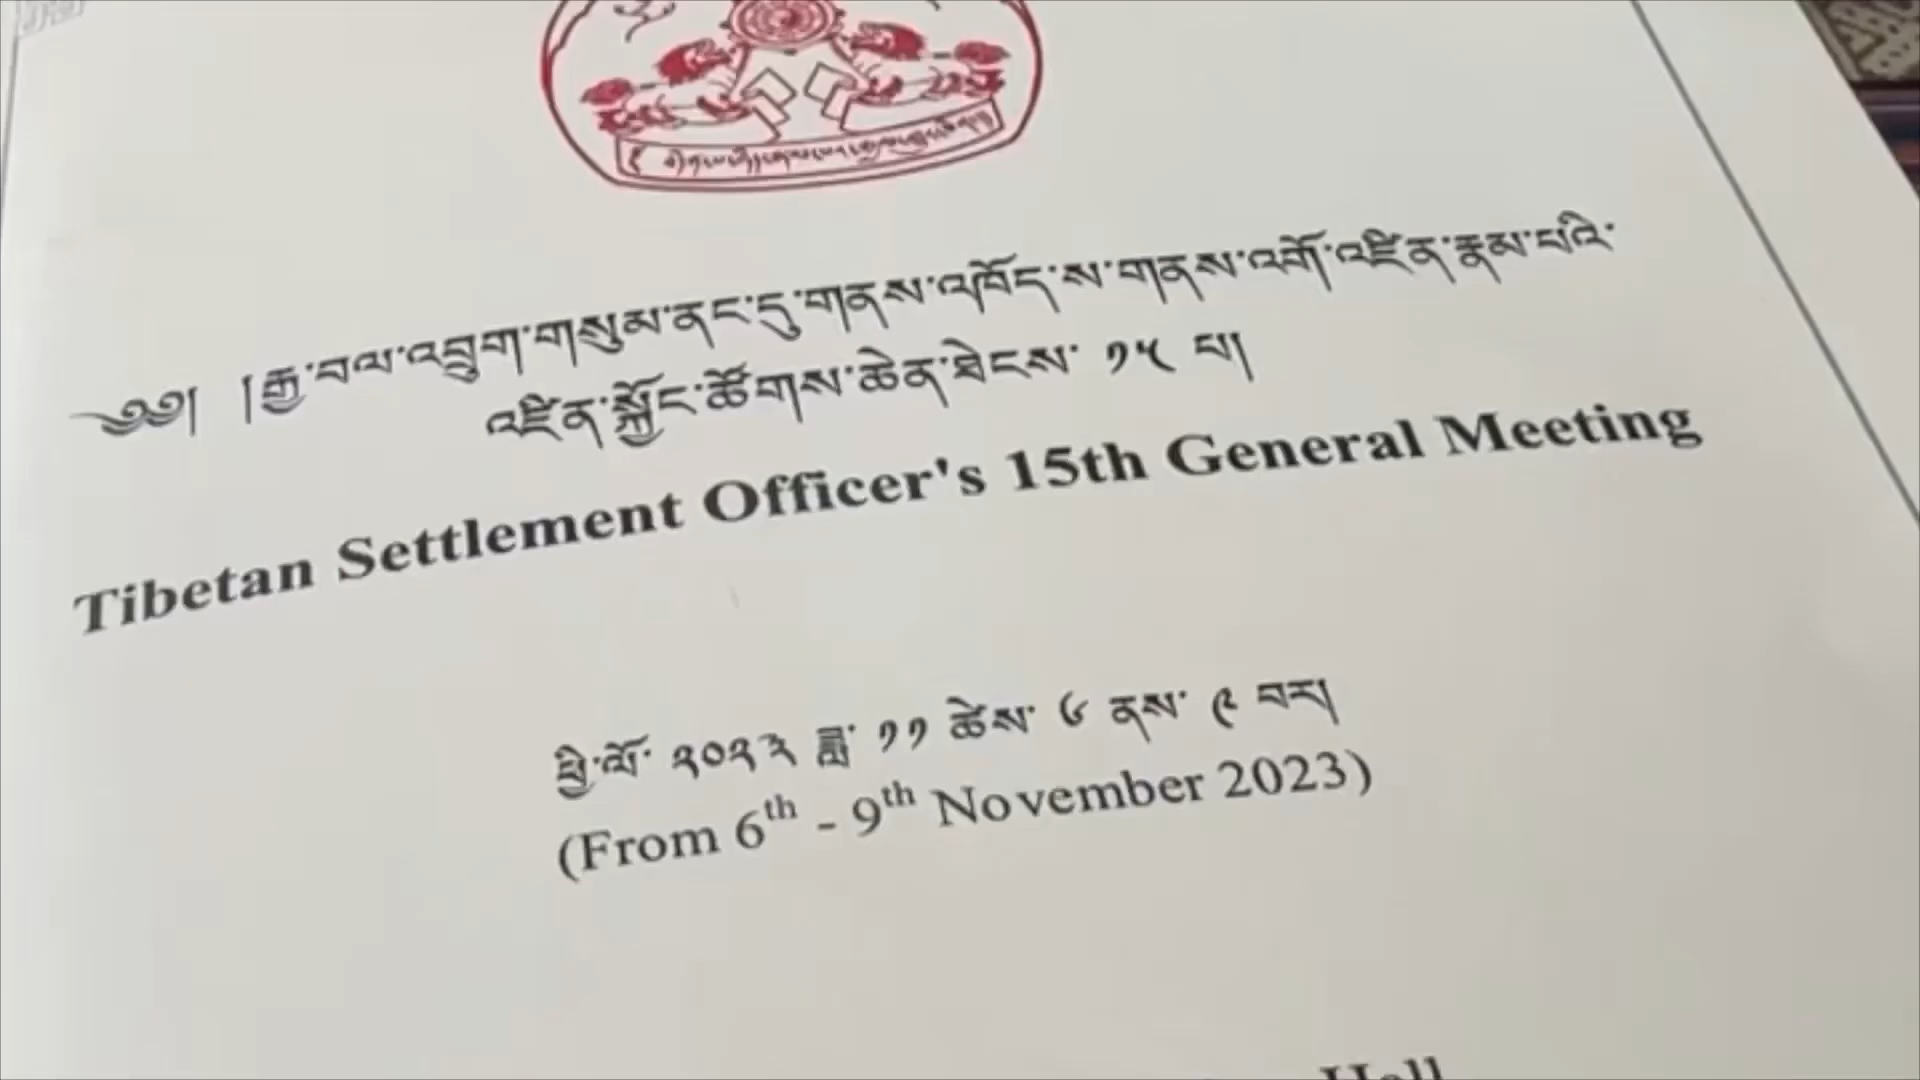 ༄༅། །རྒྱ་བལ་འབྲུག་གསུམ་ནང་དུ་གནས་འཁོད་ས་གནས་འགོ་འཛིན་རྣམ་པའི་
འཛིན་སྐྱོང་ཚོགས་ཆེན་ཐེངས་ ༡༥ པ།
Tibetan Settlement Officer's 15th General Meeting
ཕྱི་ལོ་ ༢༠༢༣ ཟླ་ ༡༡ ཚེས་ ༦ ནས་ ༩ བར།
(From 6th - 9th November 2023)
Hall